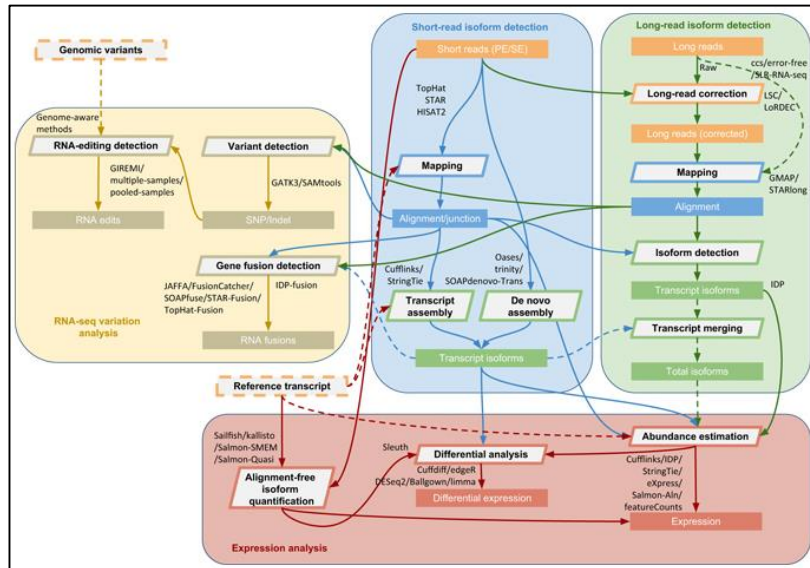 Short-read isoform detection
Long-read isoform detection
Genomic variants
Short reads (PE/SE)
Long reads
Raw
ccs/error-free
/SLR-RNA-seq
TopHat
STAR
HISAT2
Long-read correction
LSC/
LoRDEC
Genome-aware
methods
Long reads (corrected)
RNA-editing detection
Variant detection
Mapping
Mapping
GIREMI/
multiple-samples/
pooled-samples
GATK3/SAMtools
GMAP/
STARlong
RNA edits
SNP/Indel
Alignment/junction
Alignment
Isoform detection
Gene fusion detection
Cufflinks/
StringTie
Oases/
trinity/
SOAPdenovo-Trans
JAFFA/FusionCatcher/
SOAPfuse/STAR-Fusion/
TopHat-Fusion
IDP-fusion
Transcript isoforms
IDP
Transcript
assembly
De novo
assembly
RNA-seq variation
analysis
Transcript merging
RNA fusions
Transcript isoforms
Total isoforms
Reference transcript
Sailfish/kallisto
/Salmon-SMEM
/Salmon-Quasi
Sleuth
Differential analysis
Abundance estimation
Cuffdiff/edgeR
DESeq2/Ballgown/limma
Cufflinks/IDP/
StringTie/
eXpress/
Salmon-Aln/
featureCounts
Alignment-free
isoform
quantification
Differential expression
Expression
Expression analysis